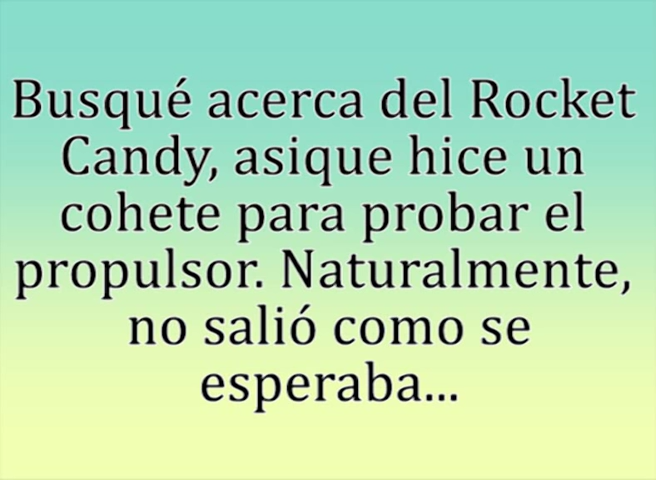 Busqué acerca del Rocket
Candy, asique hice un
cohete para probar el
propulsor. Naturalmente,
no salió como se
esperaba...